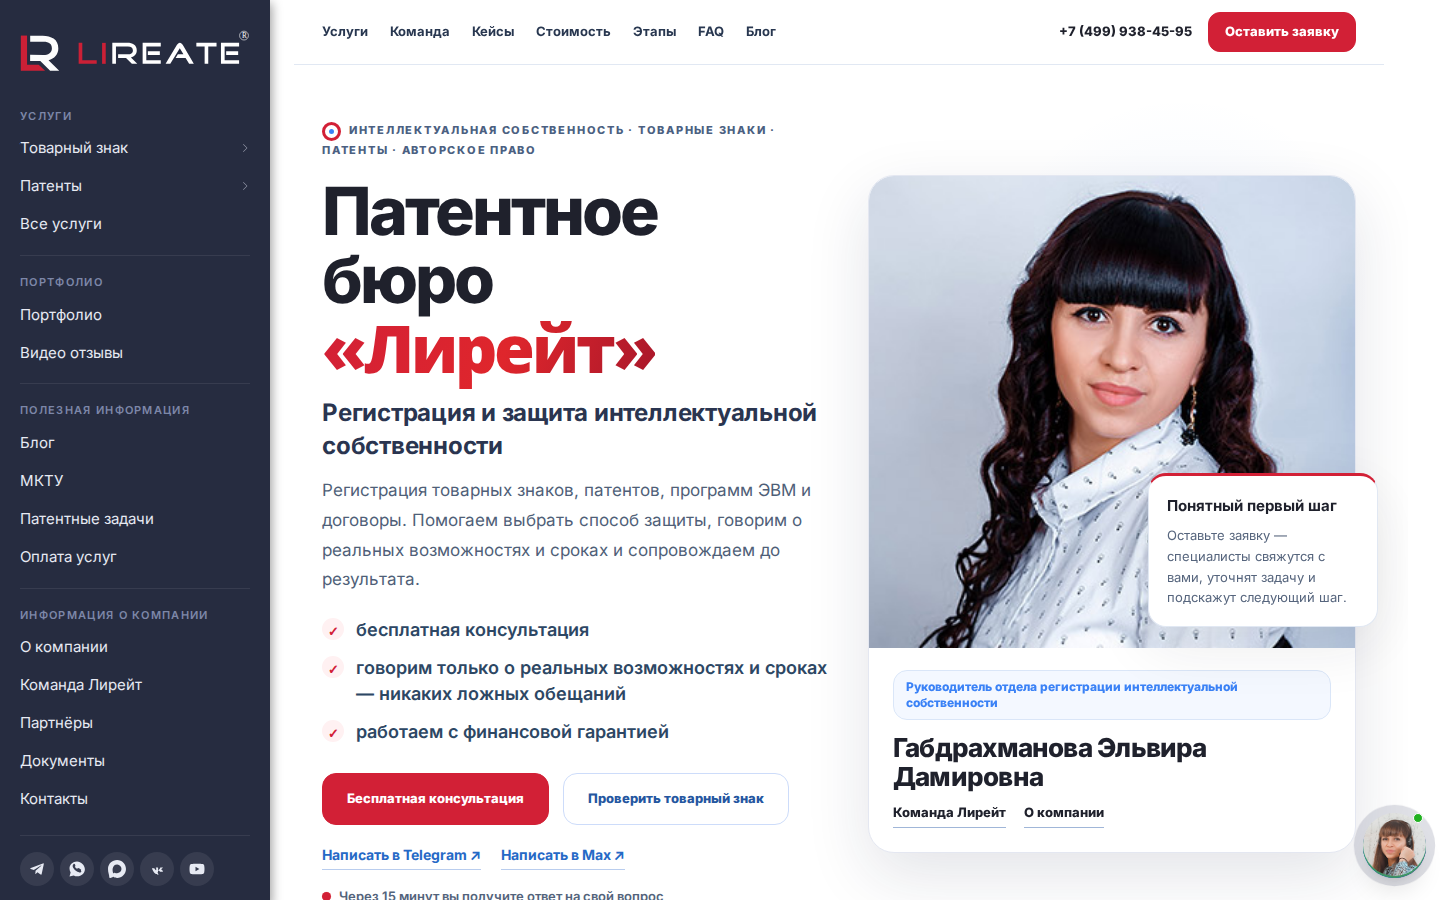 LIREATE®
УСЛУГИ
Товарный знак
Патенты
Все услуги
ПОРТФОЛИО
Портфолио
Видео отзывы
ПОЛЕЗНАЯ ИНФОРМАЦИЯ
Блог
МКТУ
Патентные задачи
Оплата услуг
ИНФОРМАЦИЯ О КОМПАНИИ
О компании
Команда Лирейт
Партнёры
Документы
Контакты
Услуги Команда Кейсы Стоимость Этапы FAQ Блог
+7 (499) 938-45-95 Оставить заявку
ИНТЕЛЛЕКТУАЛЬНАЯ СОБСТВЕННОСТЬ · ТОВАРНЫЕ ЗНАКИ ·
ПАТЕНТЫ · АВТОРСКОЕ ПРАВО
Патентное
бюро
«Лирейт»
Регистрация и защита интеллектуальной
собственности
Регистрация товарных знаков, патентов, программ ЭВМ и
договоры. Помогаем выбрать способ защиты, говорим о
реальных возможностях и сроках и сопровождаем до
результата.
бесплатная консультация
говорим только о реальных возможностях и сроках
— никаких ложных обещаний
работаем с финансовой гарантией
Бесплатная консультация Проверить товарный знак
Написать в Telegram ↗ Написать в Max ↗
Через 15 минут вы получите ответ на свой вопрос
Понятный первый шаг
Оставьте заявку —
специалисты свяжутся с
вами, уточнят задачу и
подскажут следующий шаг.
Руководитель отдела регистрации интеллектуальной
собственности
Габдрахманова Эльвира
Дамировна
Команда Лирейт О компании